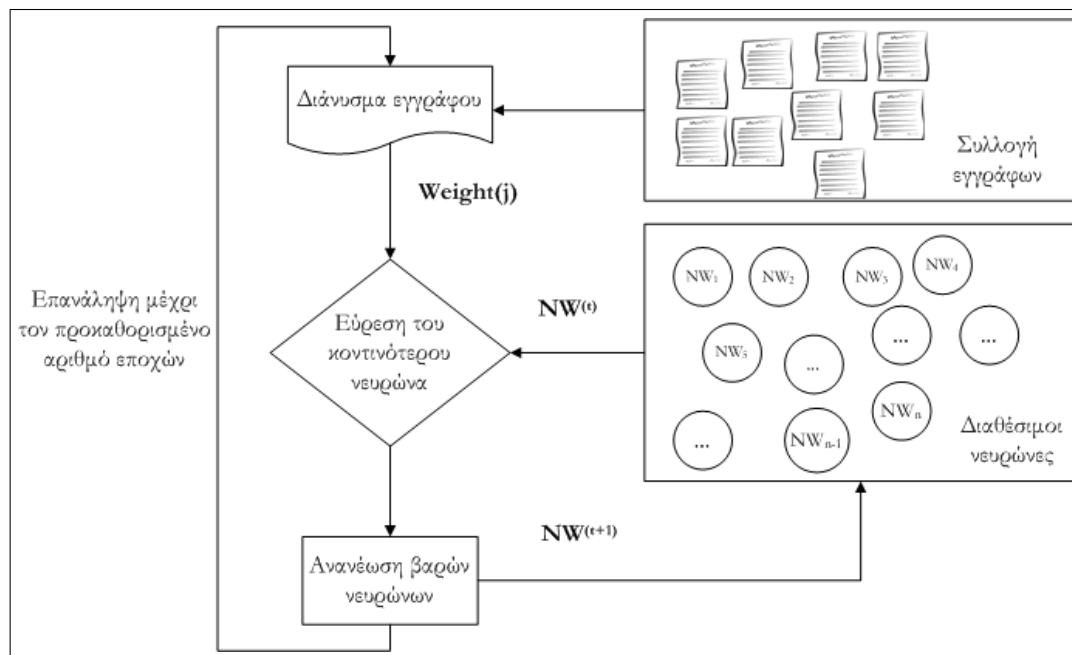 Διάνυσμα εγγράφου
Συλλογή
εγγράφων
Weight(j)
Επανάληψη μέχρι
τον προκαθορισμένο
αριθμό εποχών
Εύρεση του
κοντινότερου
νευρώνα
NW(t)
NW1
NW2
NW3
NW4
NW5
...
...
...
...
NWn-1
NWn
Διαθέσιμοι
νευρώνες
NW(t+1)
Ανανέωση βαρών
νευρώνων